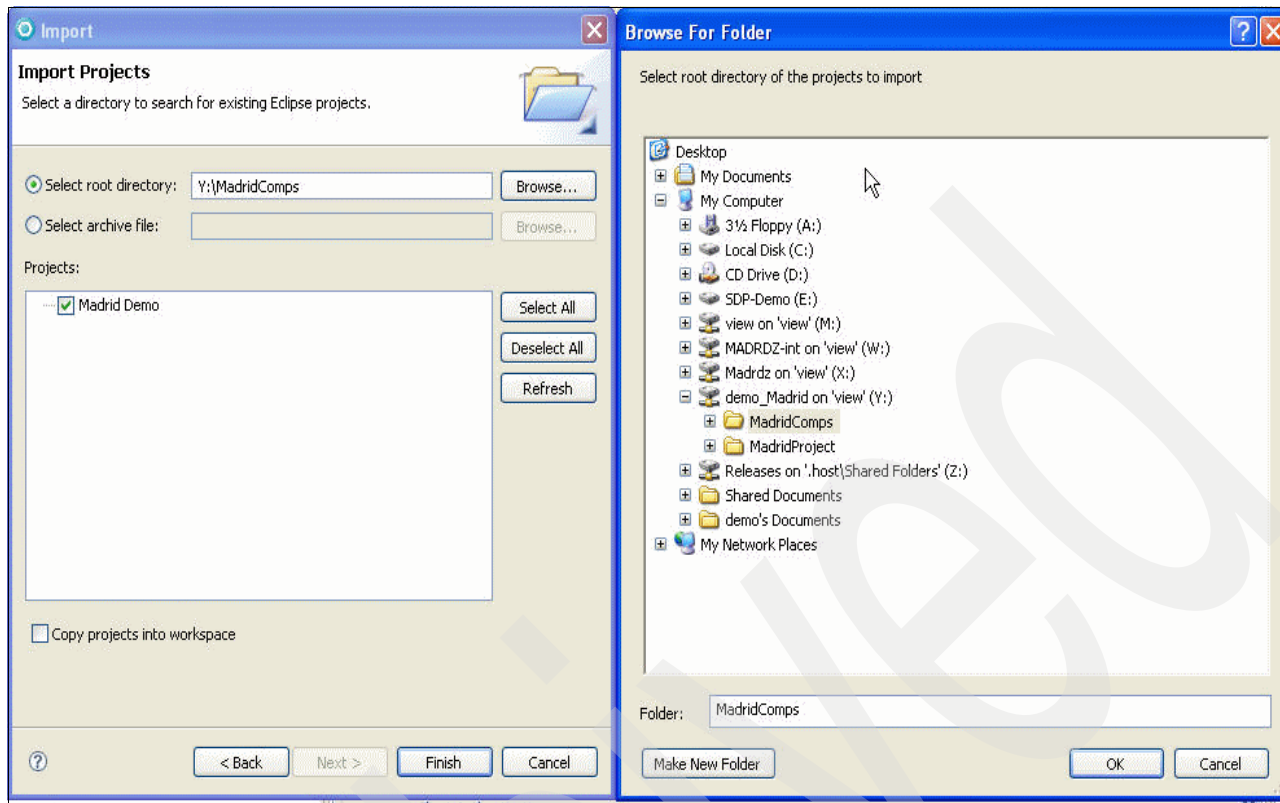 Import
Import Projects
Select a directory to search for existing Eclipse projects.
Select root directory: Y:\MadridComps Browse...
Select archive file: Browse...
Projects:
Madrid Demo
Select All
Deselect All
Refresh
Copy projects into workspace
< Back Next > Finish Cancel
Browse For Folder
Select root directory of the projects to import
Desktop
My Documents
My Computer
3½ Floppy (A:)
Local Disk (C:)
CD Drive (D:)
SDP-Demo (E:)
view on 'view' (M:)
MADRDZ-int on 'view' (W:)
Madrdz on 'view' (X:)
demo_Madrid on 'view' (Y:)
MadridComps
MadridProject
Releases on '.host\Shared Folders' (Z:)
Shared Documents
demo's Documents
My Network Places
Folder: MadridComps
Make New Folder OK Cancel